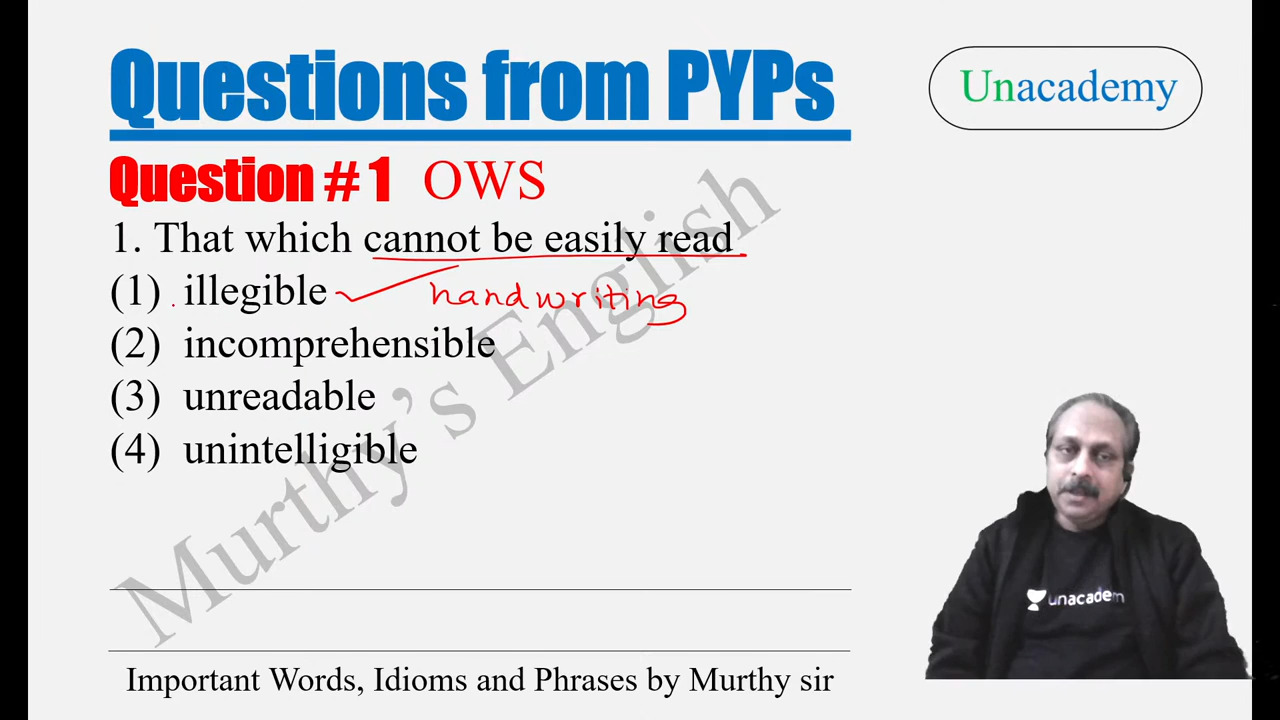 Questions from PYPs
Unacademy
Question # 1 OWS
1. That which cannot be easily read
(1) illegible handwriting
(2) incomprehensible
(3) unreadable
(4) unintelligible
Murthy's English
unacademy
Important Words, Idioms and Phrases by Murthy sir